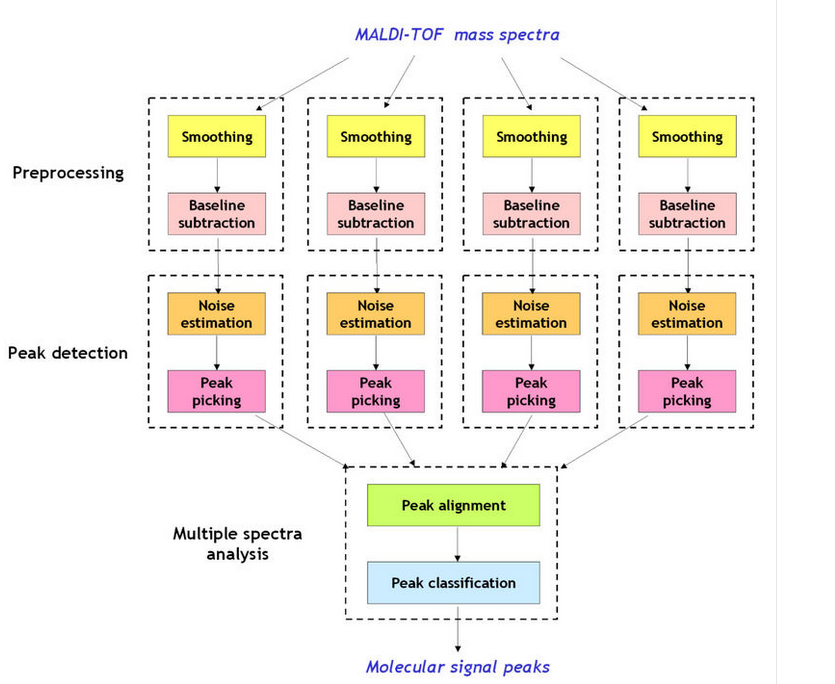 MALDI-TOF mass spectra
Smoothing
Smoothing
Smoothing
Smoothing
Preprocessing
Baseline
subtraction
Baseline
subtraction
Baseline
subtraction
Baseline
subtraction
Noise
estimation
Noise
estimation
Noise
estimation
Noise
estimation
Peak detection
Peak
picking
Peak
picking
Peak
picking
Peak
picking
Peak alignment
Multiple spectra
analysis
Peak classification
Molecular signal peaks